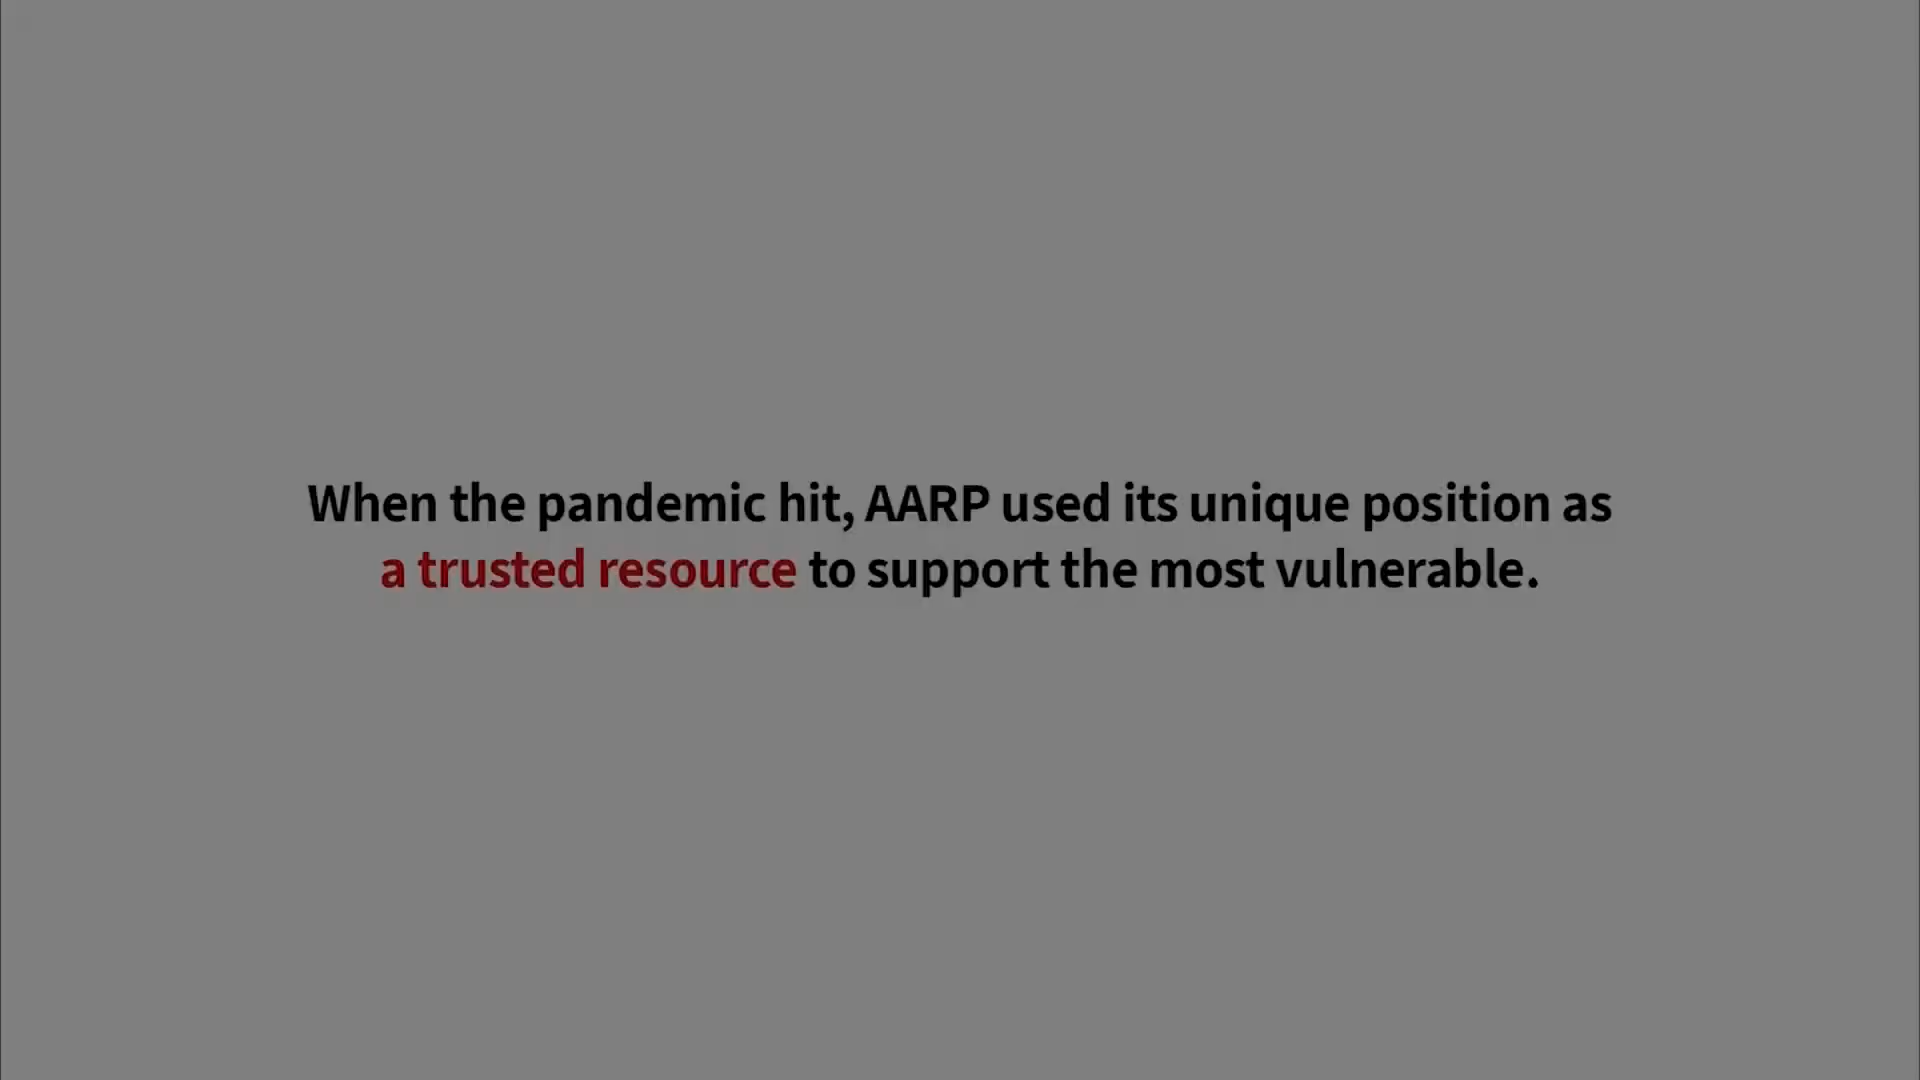 When the pandemic hit, AARP used its unique position as
a trusted resource to support the most vulnerable.